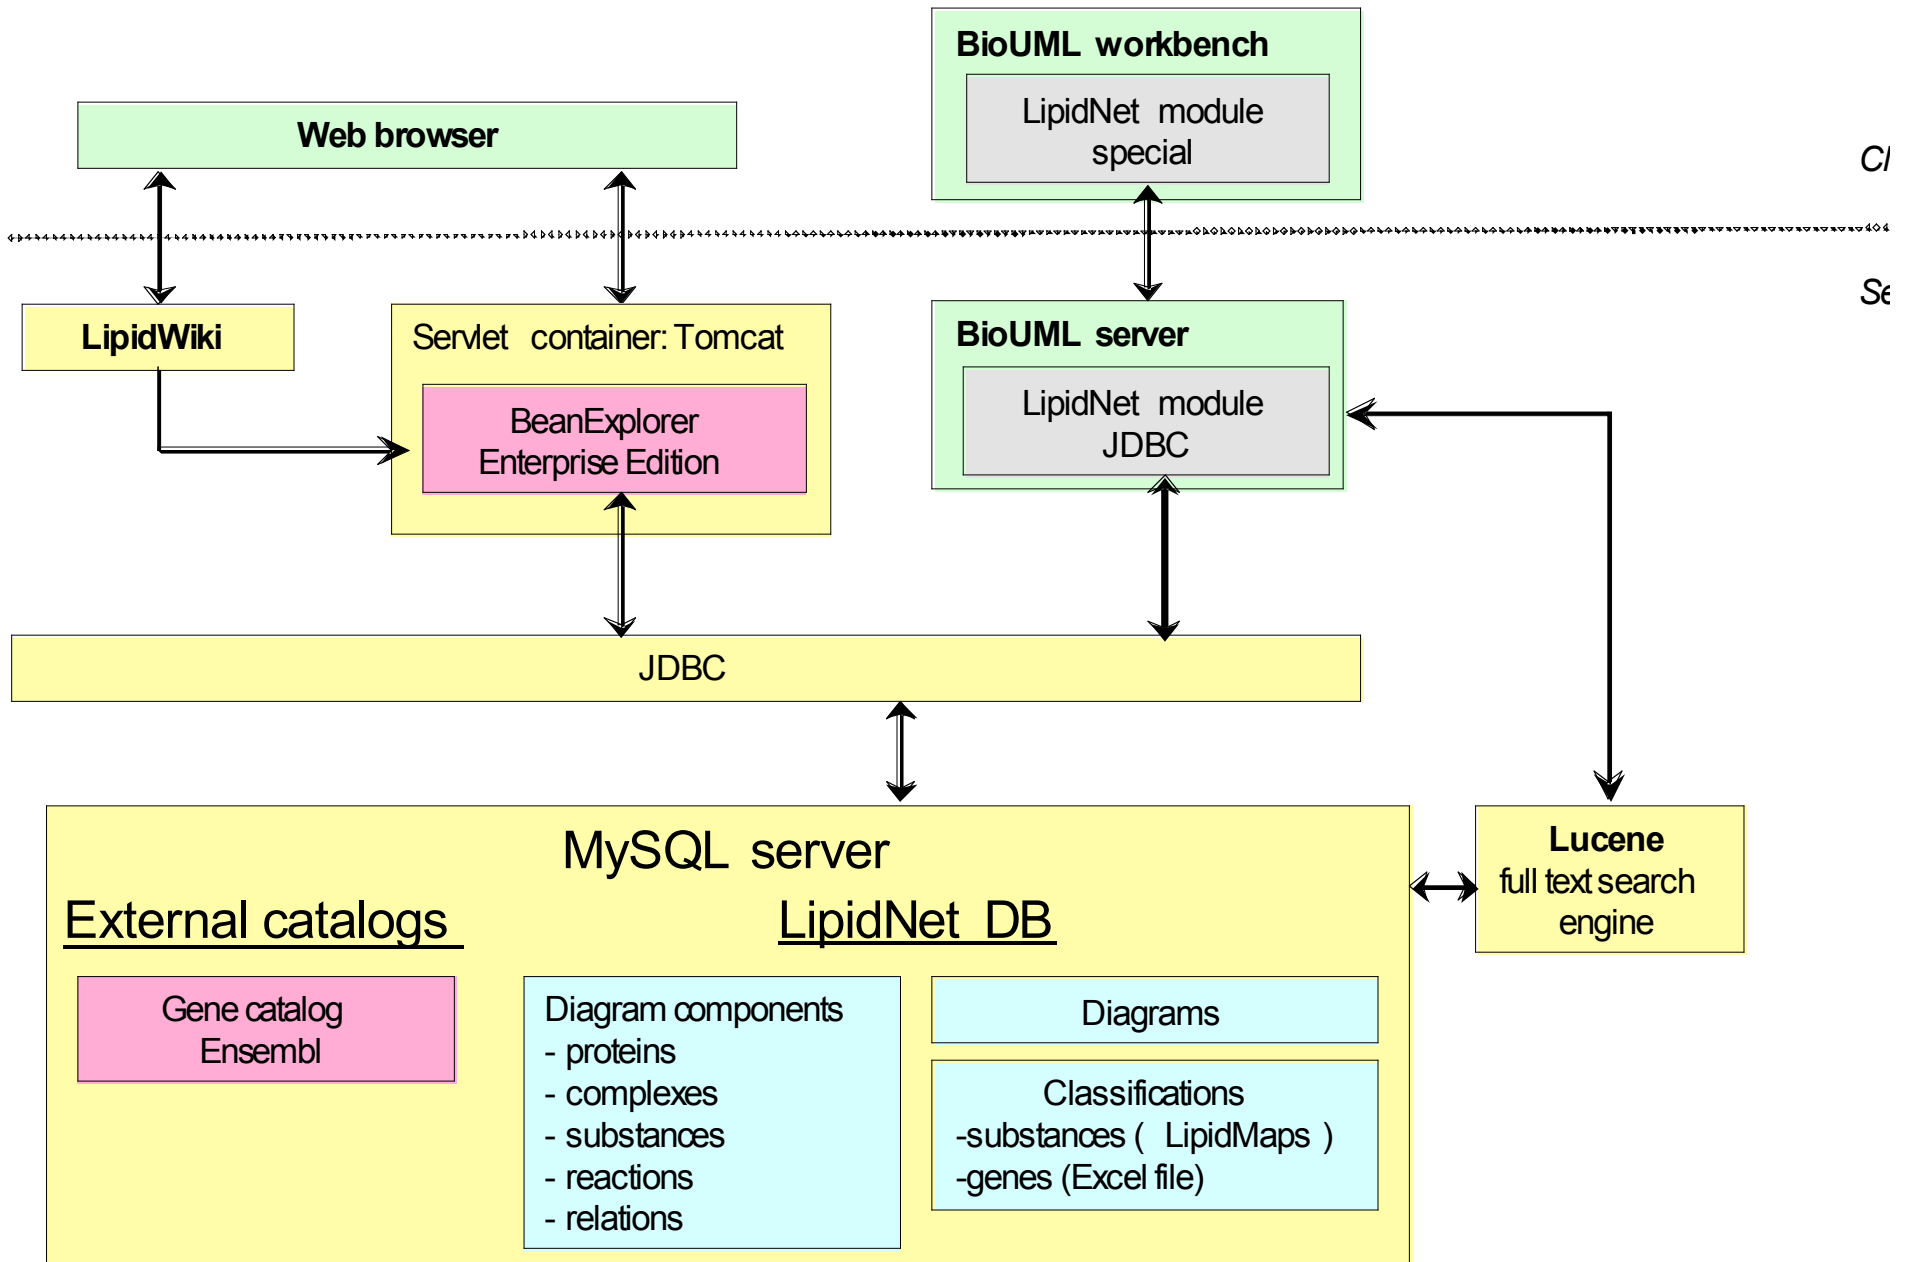 BioUML workbench
LipidNet module
special
Web browser
LipidWiki
Servlet container: Tomcat
BeanExplorer
Enterprise Edition
BioUML server
LipidNet module
JDBC
JDBC
MySQL server
External catalogs
LipidNet DB
Gene catalog
Ensembl
Diagram components
- proteins
- complexes
- substances
- reactions
- relations
Diagrams
Classifications
-substances ( LipidMaps )
-genes (Excel file)
Lucene
full text search
engine